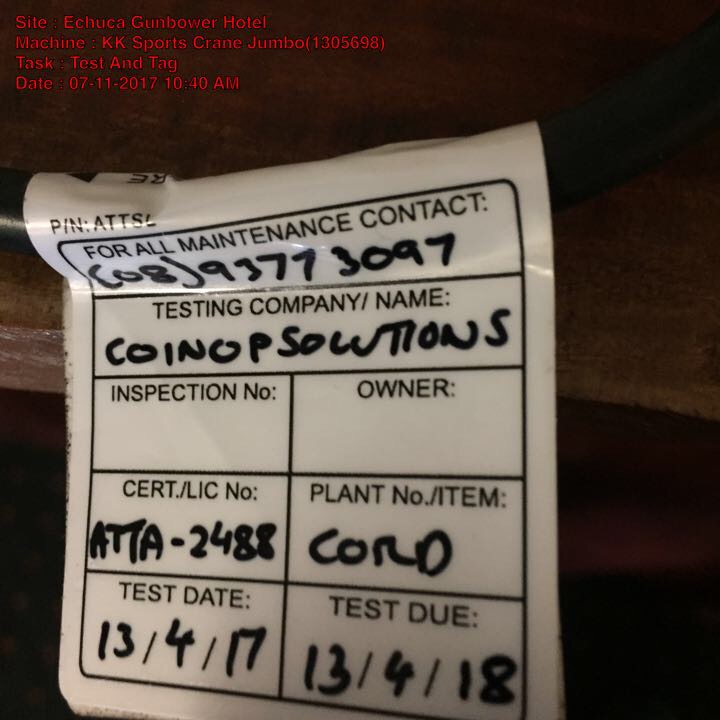 Site : Echuca Gunbower Hotel
Machine : KK Sports Crane Jumbo(1305698)
Task : Test And Tag
Date : 07-11-2017 10:40 AM
P/N: ATTSL
FOR ALL MAINTENANCE CONTACT:
(08)93773097
TESTING COMPANY/ NAME:
COINOPSOLUTIONS
INSPECTION No: OWNER:
CERT./LIC No: PLANT No./ITEM:
ATTA-2488 CORD
TEST DATE: TEST DUE:
13/4/17 13/4/18